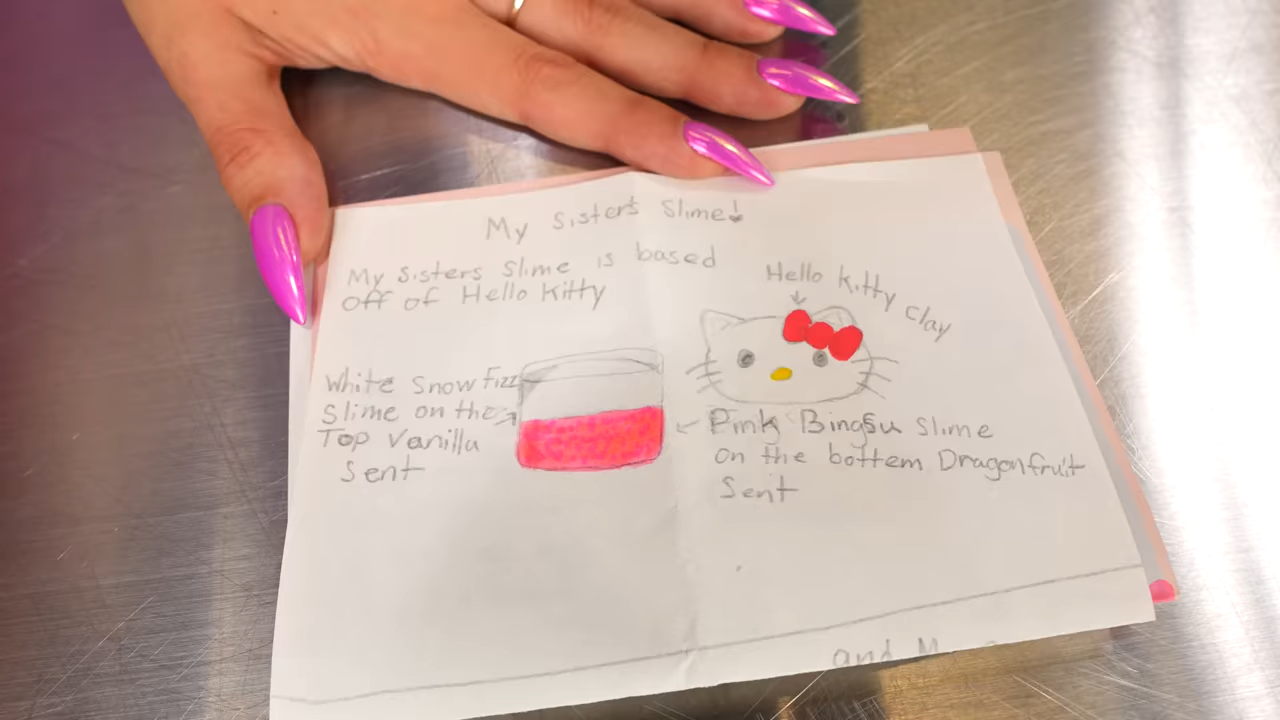 My Sisters Slime!
My Sisters Slime is based
off of Hello Kitty
Hello Kitty Clay
White Snow Fizz
Slime on the
Top Vanilla
Sent
Pink Bingsu Slime
on the bottem Dragonfruit
Sent
and